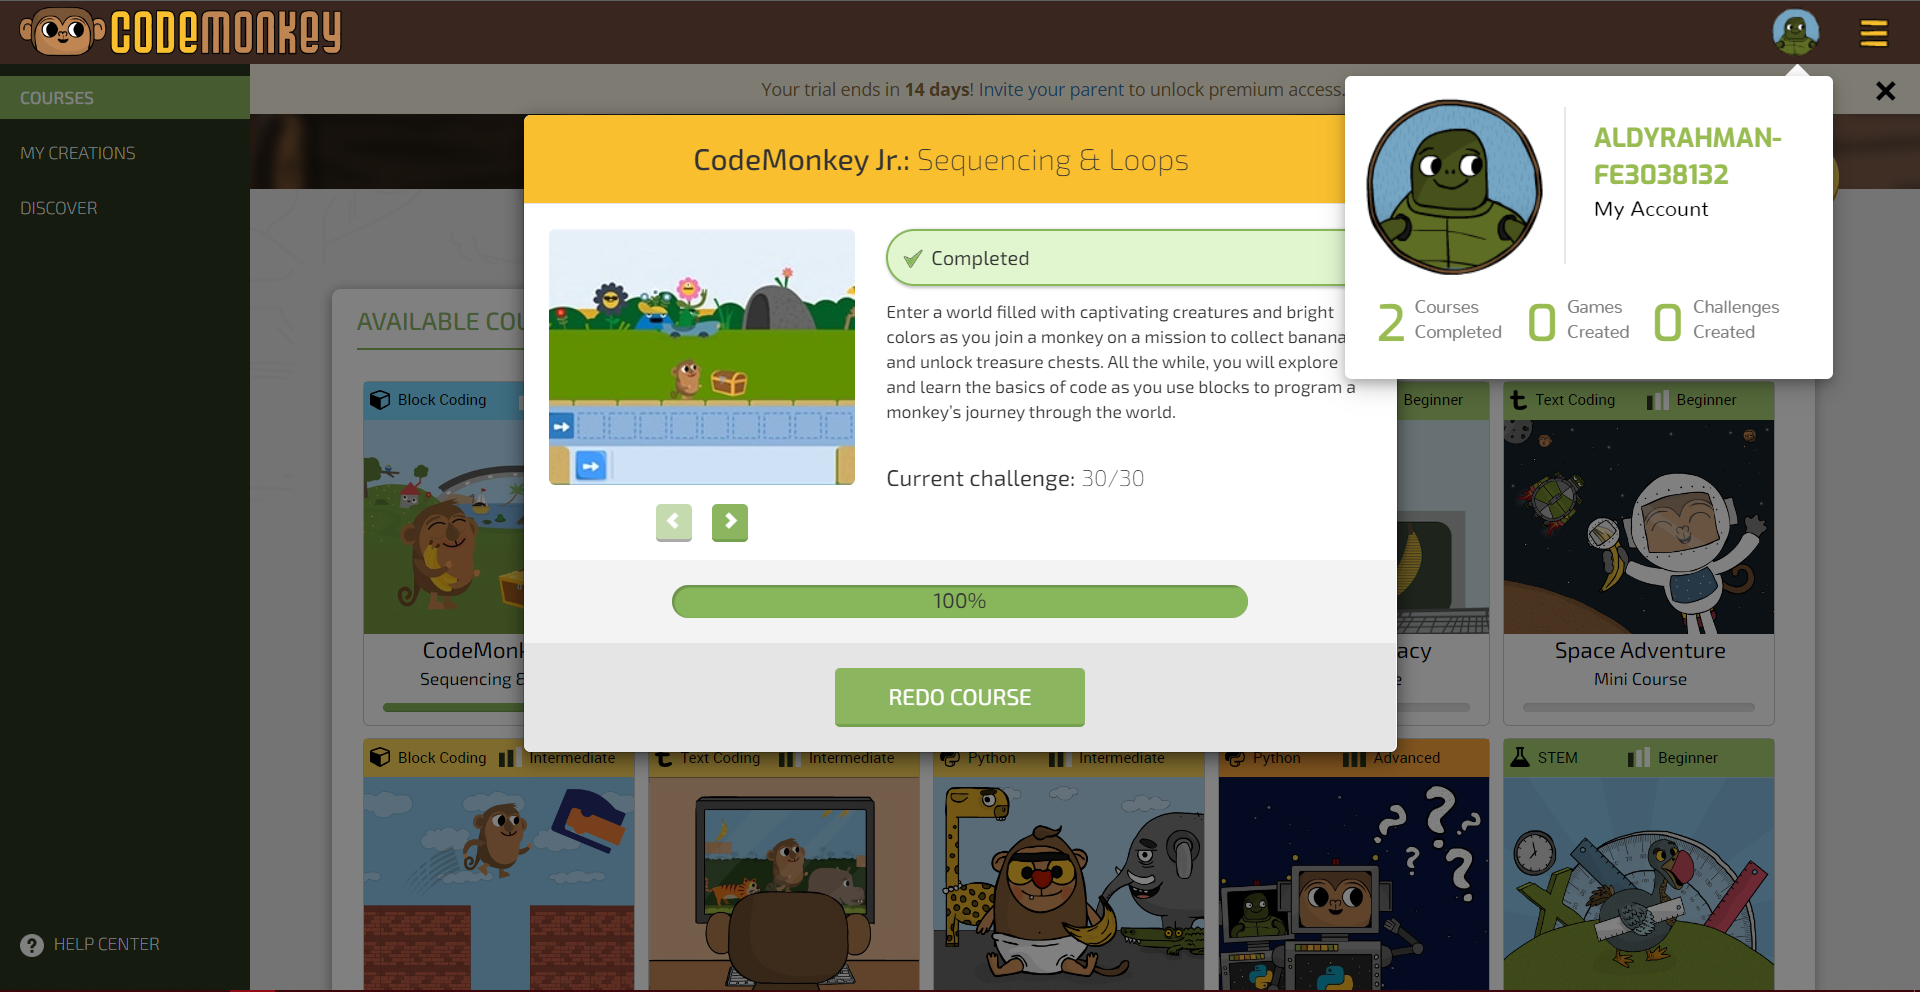 CODEMONKEY
COURSES
MY CREATIONS
DISCOVER
HELP CENTER
Your trial ends in 14 days! Invite your parent to unlock premium access.
ALDYRAHMAN-
FE3038132
My Account
2 Courses Completed
0 Games Created
0 Challenges Created
CodeMonkey Jr.: Sequencing & Loops
Completed
Enter a world filled with captivating creatures and bright
colors as you join a monkey on a mission to collect banana
and unlock treasure chests. All the while, you will explore
and learn the basics of code as you use blocks to program a
monkey's journey through the world.
Current challenge: 30/30
100%
REDO COURSE
AVAILABLE COU
Block Coding
Beginner
Text Coding Beginner
CodeMonk
Sequencing &
acy
Space Adventure
Mini Course
Block Coding Intermediate
Text Coding Intermediate
Python Intermediate
Python Advanced
STEM Beginner